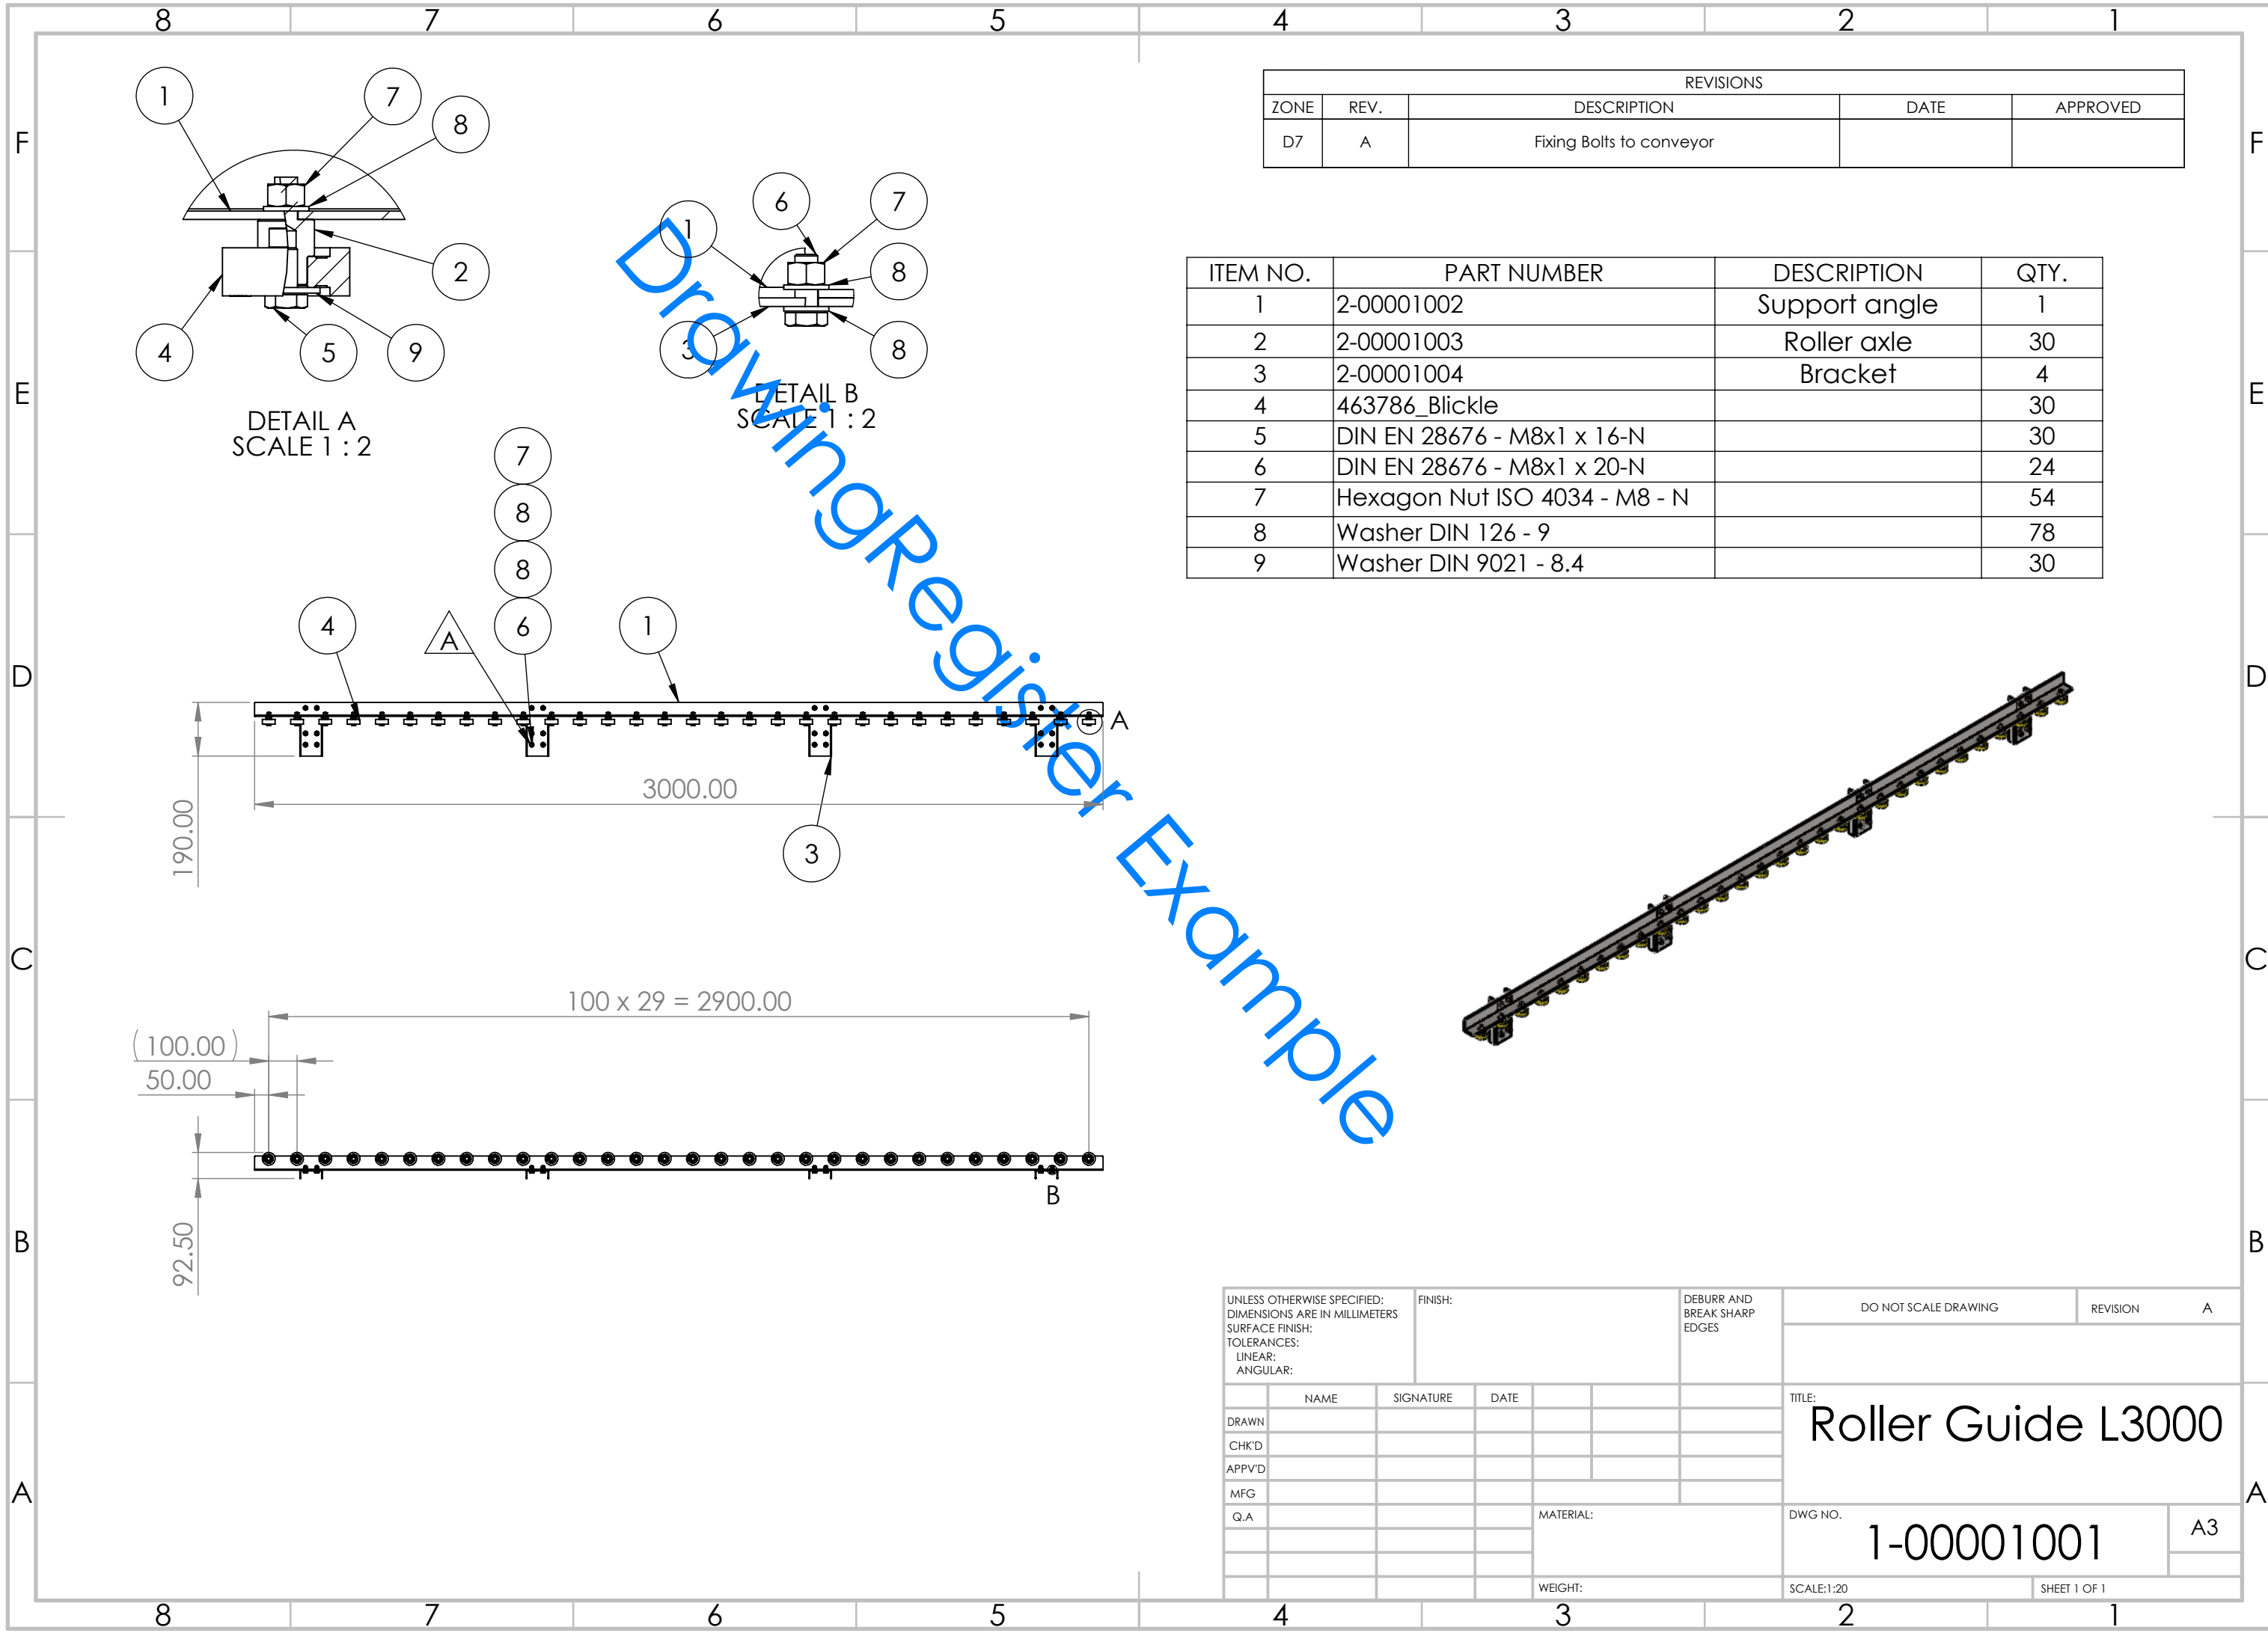 8 7 6 5 4 3 2 1
F
E
D
C
B
A
F
E
D
C
B
A
1
7
8
2
4
5
9
DETAIL A
SCALE 1 : 2
1
6
7
8
3
8
DETAIL B
SCALE 1 : 2
REVISIONS
ZONE REV. DESCRIPTION DATE APPROVED
D7 A Fixing Bolts to conveyor
ITEM NO. PART NUMBER DESCRIPTION QTY.
1 2-00001002 Support angle 1
2 2-00001003 Roller axle 30
3 2-00001004 Bracket 4
4 463786_Blickle 30
5 DIN EN 28676 - M8x1 x 16-N 30
6 DIN EN 28676 - M8x1 x 20-N 24
7 Hexagon Nut ISO 4034 - M8 - N 54
8 Washer DIN 126 - 9 78
9 Washer DIN 9021 - 8.4 30
DrawingRegister Example
7
8
8
6
4
A
1
A
190.00
3000.00
3
100 x 29 = 2900.00
(100.00)
50.00
92.50
B
UNLESS OTHERWISE SPECIFIED:
DIMENSIONS ARE IN MILLIMETERS
SURFACE FINISH:
TOLERANCES:
LINEAR:
ANGULAR:
FINISH:
DEBURR AND
BREAK SHARP
EDGES
DO NOT SCALE DRAWING
REVISION A
NAME SIGNATURE DATE
DRAWN
CHK'D
APPV'D
MFG
Q.A
MATERIAL:
WEIGHT:
TITLE:
Roller Guide L3000
DWG NO.
1-00001001
A3
SCALE:1:20
SHEET 1 OF 1
8 7 6 5 4 3 2 1